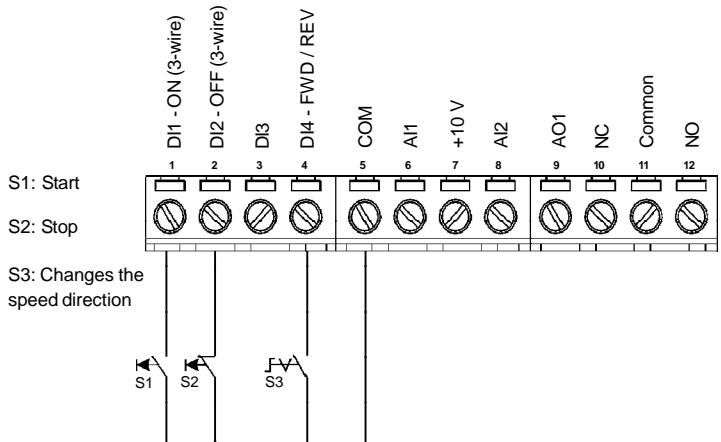 DI1 - ON (3-wire)
DI2 - OFF (3-wire)
DI3
DI4 - FWD / REV
COM
AI1
+10 V
AI2
AO1
NC
Common
NO
1 2 3 4 5 6 7 8 9 10 11 12
S1: Start
S2: Stop
S3: Changes the
speed direction
S1 S2 S3